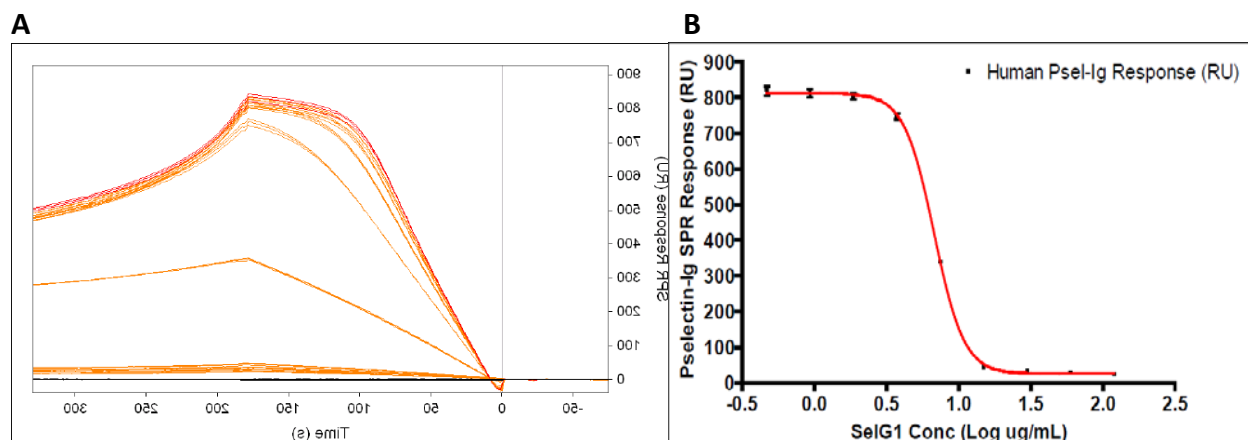 A
900
800
700
600
500
400
300
200
100
0
SPR Response (RU)
300 250 200 150 100 50 0 -50
Time (s)
B
Human Psel-Ig Response (RU)
900
800
700
600
500
400
300
200
100
0
Pselectin-Ig SPR Response (RU)
-0.5 0.0 0.5 1.0 1.5 2.0 2.5
SelG1 Conc (Log ug/mL)